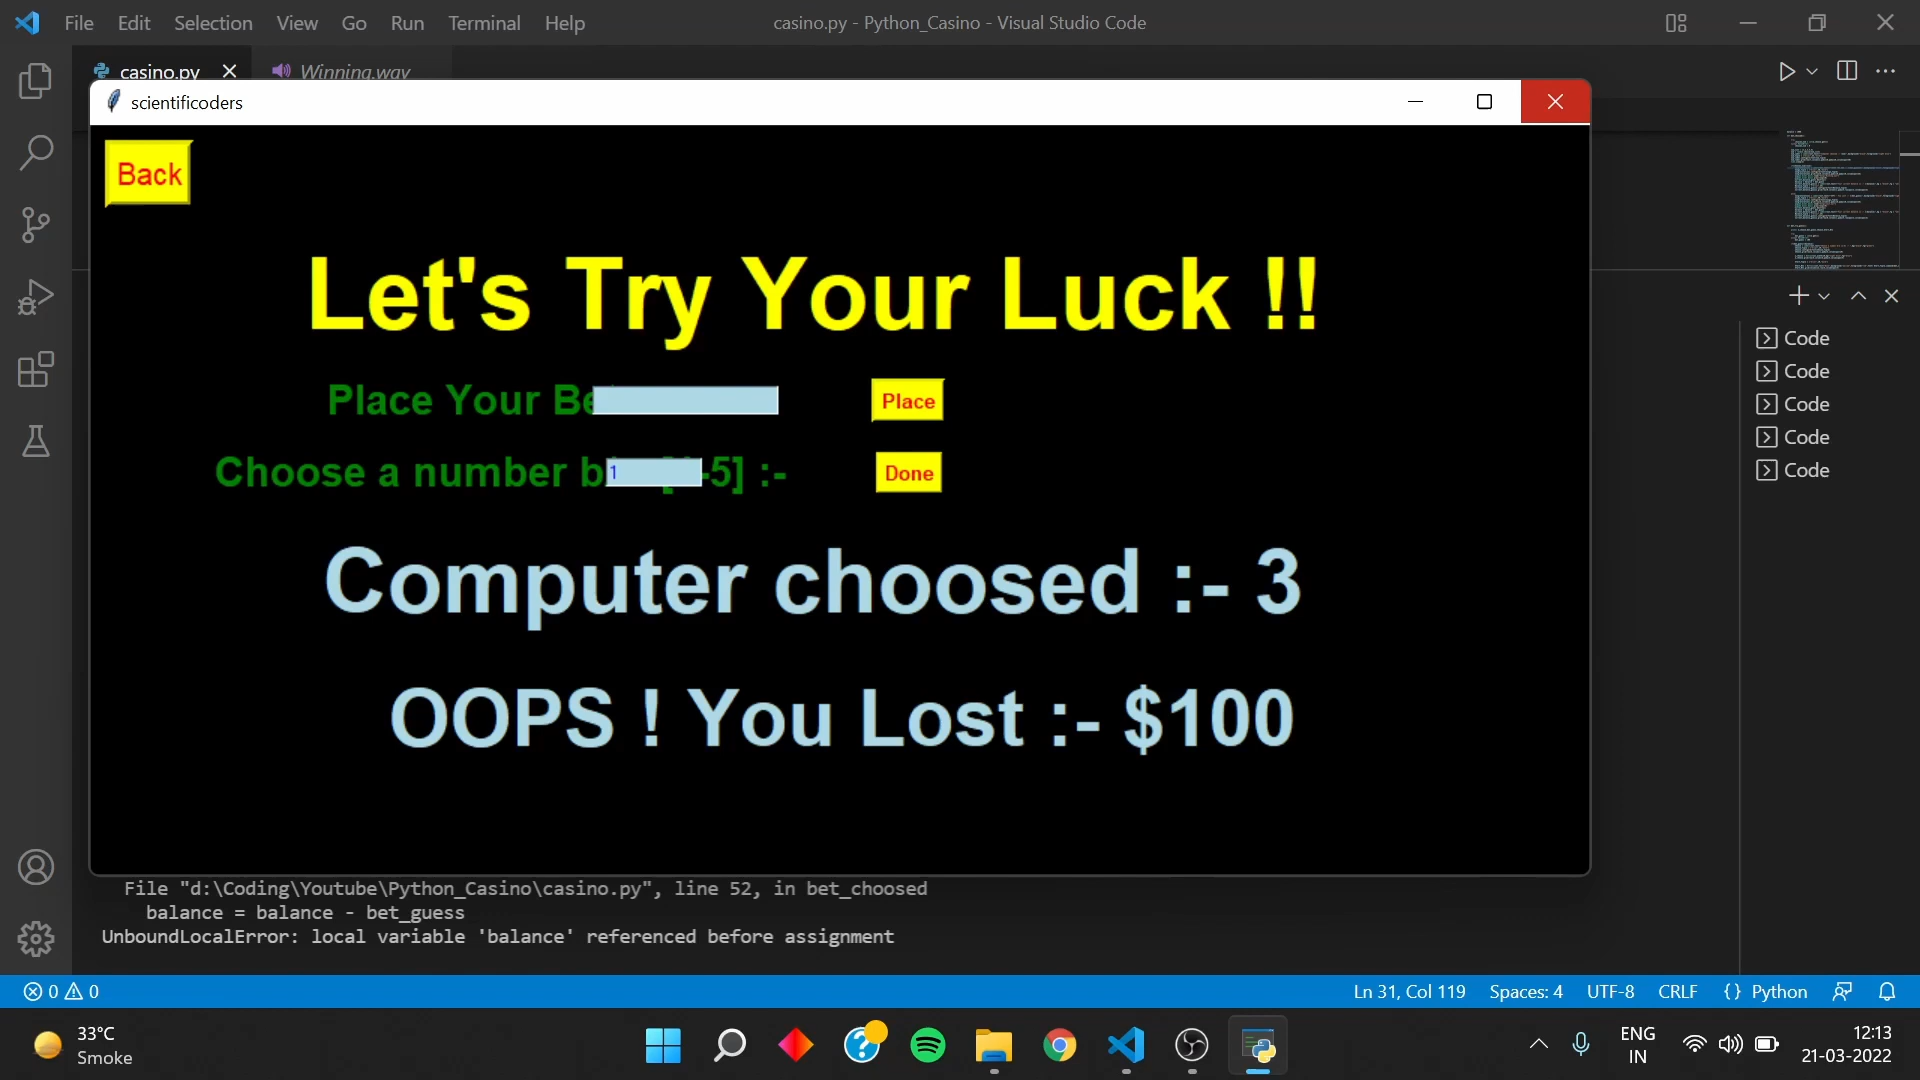 File Edit Selection View Go Run Terminal Help
casino.py - Python_Casino - Visual Studio Code
casino.py
Winning.wav
scientificoders
Back
Let's Try Your Luck !!
Place Your Be
Place
Choose a number b
1
-5] :-
Done
Computer choosed :- 3
OOPS ! You Lost :- $100
Code
Code
Code
Code
Code
File "d:\Coding\Youtube\Python_Casino\casino.py", line 52, in bet_choosed
balance = balance - bet_guess
UnboundLocalError: local variable 'balance' referenced before assignment
0 0
Ln 31, Col 119 Spaces: 4 UTF-8 CRLF {} Python
33°C
Smoke
ENG
IN
12:13
21-03-2022